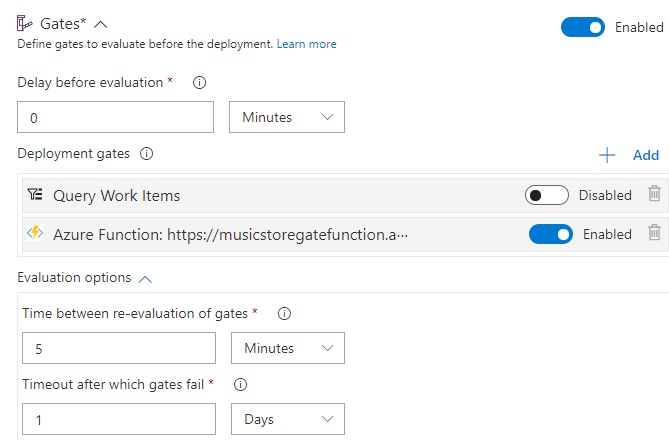 Gates*
Enabled
Define gates to evaluate before the deployment. Learn more
Delay before evaluation *
0 Minutes
Deployment gates
Add
Query Work Items Disabled
Azure Function: https://musicstoregatefunction.a··· Enabled
Evaluation options
Time between re-evaluation of gates *
5 Minutes
Timeout after which gates fail *
1 Days